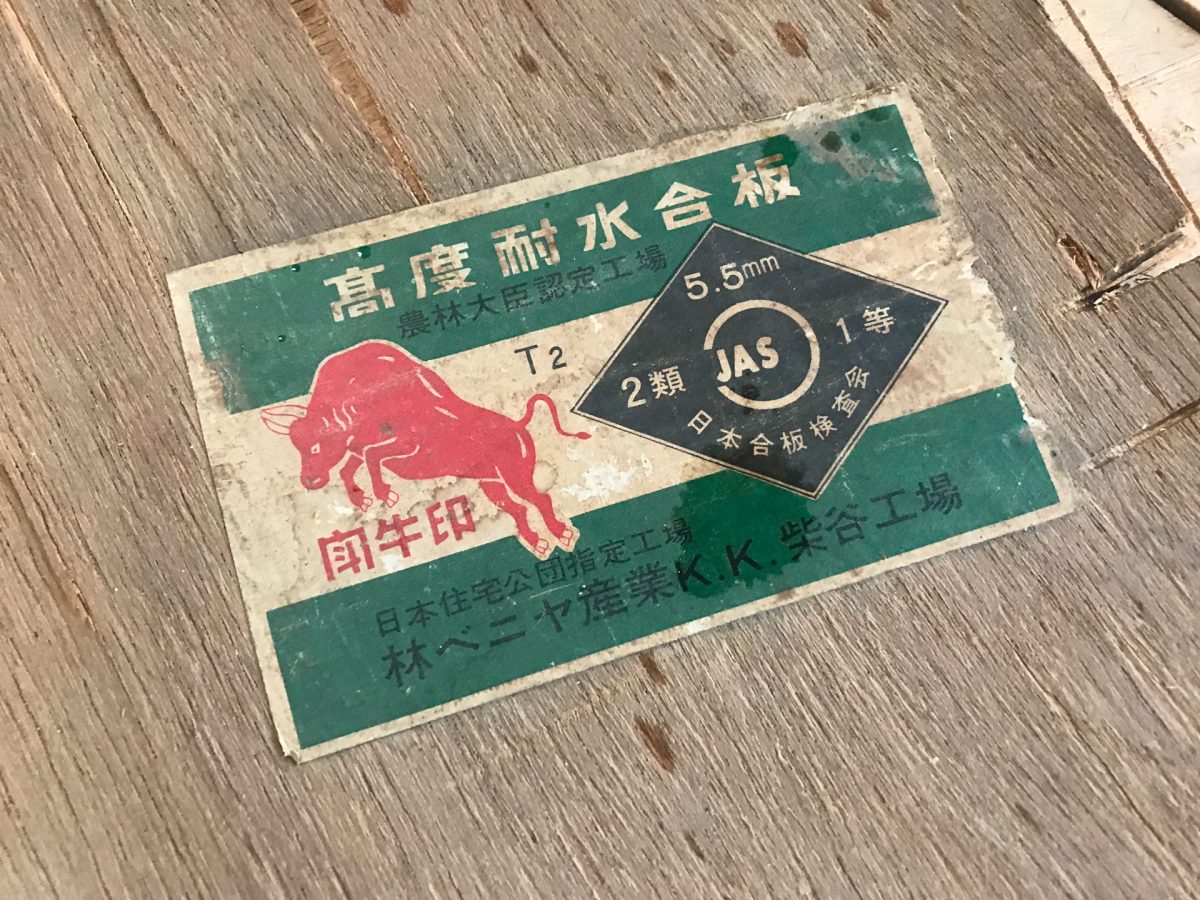 高度耐水合板
農林大臣認定工場
T2
5.5mm
2類
JAS
1等
日本合板検査会
牛印
日本住宅公団指定工場
林ベニヤ産業K.K.柴谷工場